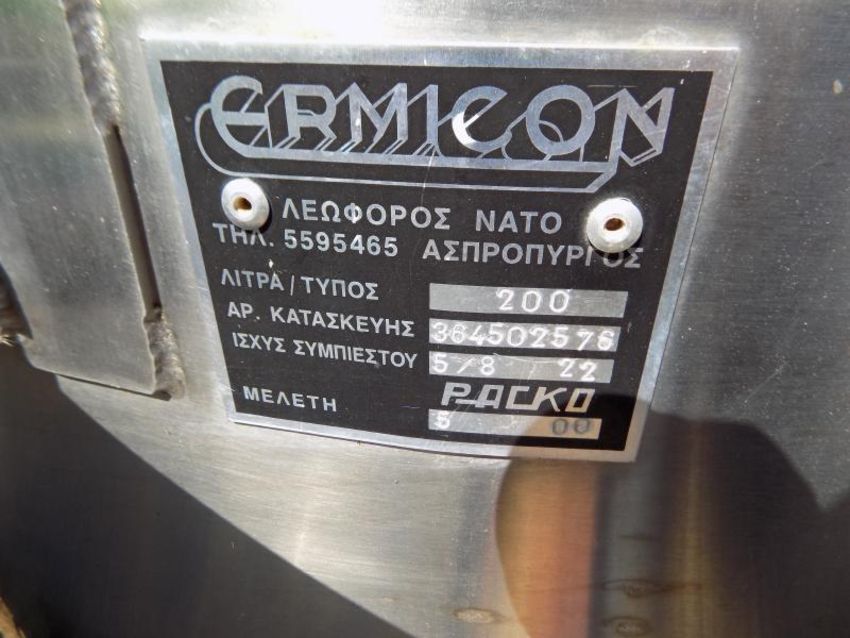 ERMICON
ΛΕΩΦΟΡΟΣ ΝΑΤΟ
ΤΗΛ. 5595465 ΑΣΠΡΟΠΥΡΓΟΣ
ΛΙΤΡΑ / ΤΥΠΟΣ 200
ΑΡ. ΚΑΤΑΣΚΕΥΗΣ 364502576
ΙΣΧΥΣ ΣΥΜΠΙΕΣΤΟΥ 5/8 22
ΜΕΛΕΤΗ PACKO
S 00